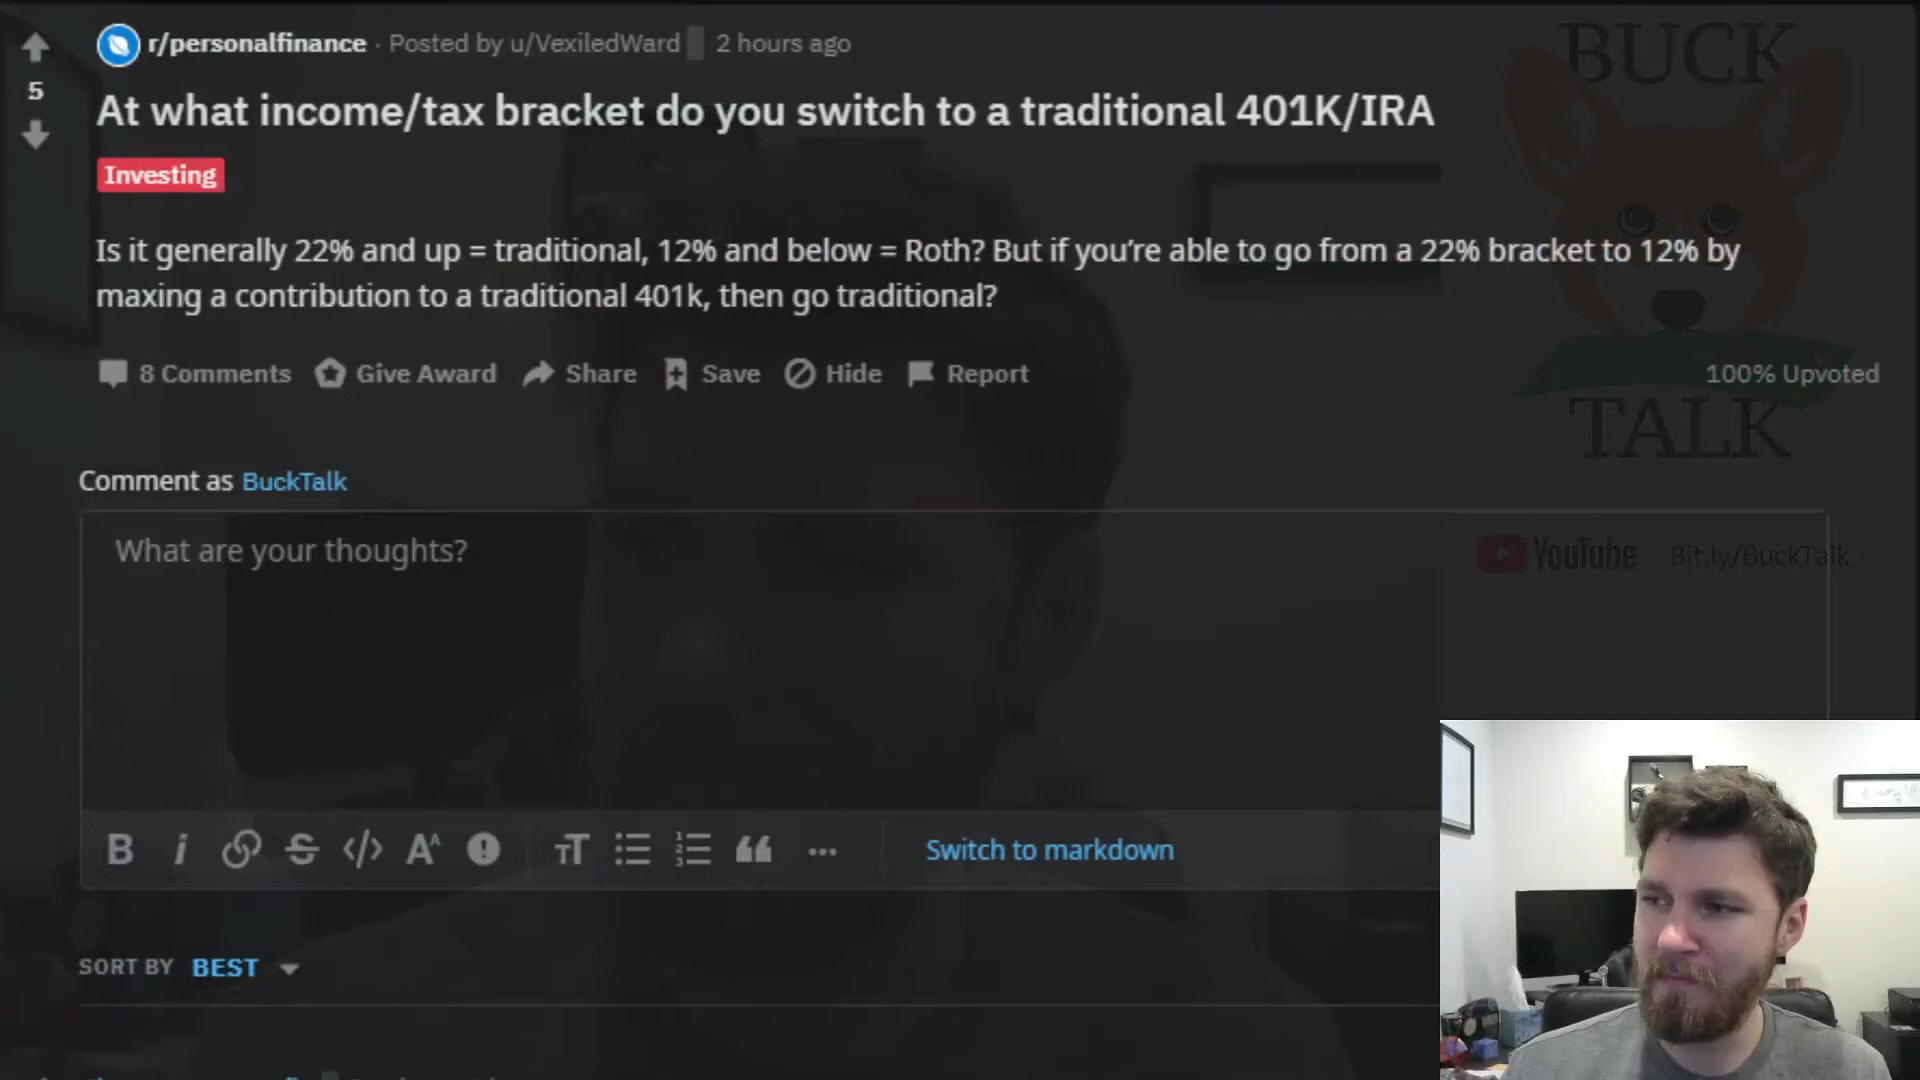 BUCK
r/personalfinance · Posted by u/VexiledWard 2 hours ago
5
At what income/tax bracket do you switch to a traditional 401K/IRA
Investing
Is it generally 22% and up = traditional, 12% and below = Roth? But if you’re able to go from a 22% bracket to 12% by
maxing a contribution to a traditional 401k, then go traditional?
8 Comments Give Award Share Save Hide Report 100% Upvoted
TALK
Comment as BuckTalk
What are your thoughts?
YouTube Bit.ly/BuckTalk
Switch to markdown
SORT BY BEST